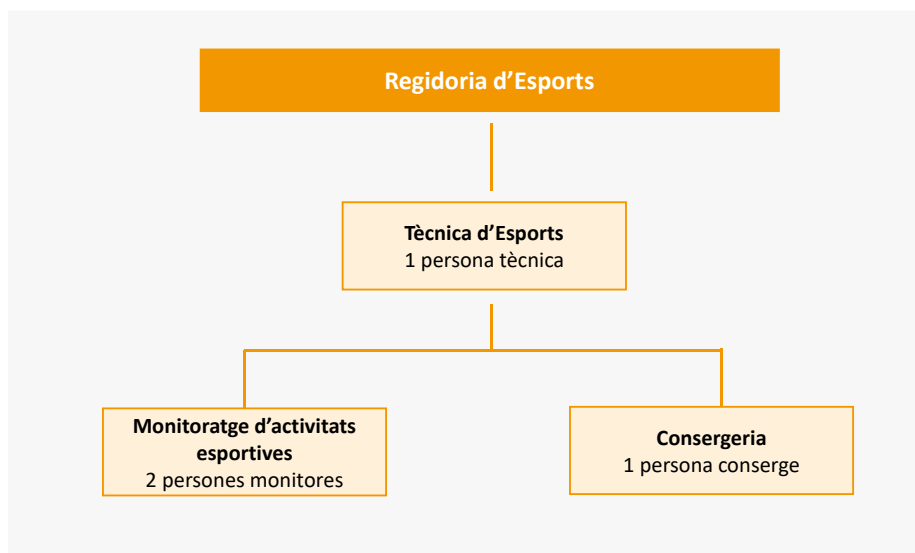 Regidoria d’Esports
Tècnica d’Esports
1 persona tècnica
Monitoratge d’activitats
esportives
2 persones monitores
Consergeria
1 persona conserge